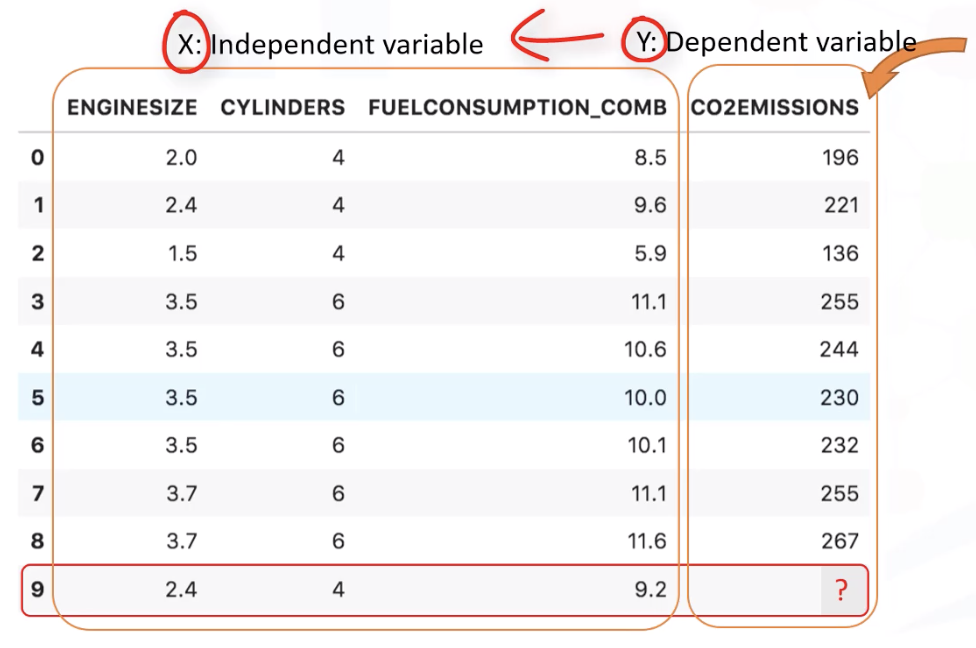 X: Independent variable Y: Dependent variable
ENGINESIZE CYLINDERS FUELCONSUMPTION_COMB CO2EMISSIONS
0 2.0 4 8.5 196
1 2.4 4 9.6 221
2 1.5 4 5.9 136
3 3.5 6 11.1 255
4 3.5 6 10.6 244
5 3.5 6 10.0 230
6 3.5 6 10.1 232
7 3.7 6 11.1 255
8 3.7 6 11.6 267
9 2.4 4 9.2 ?